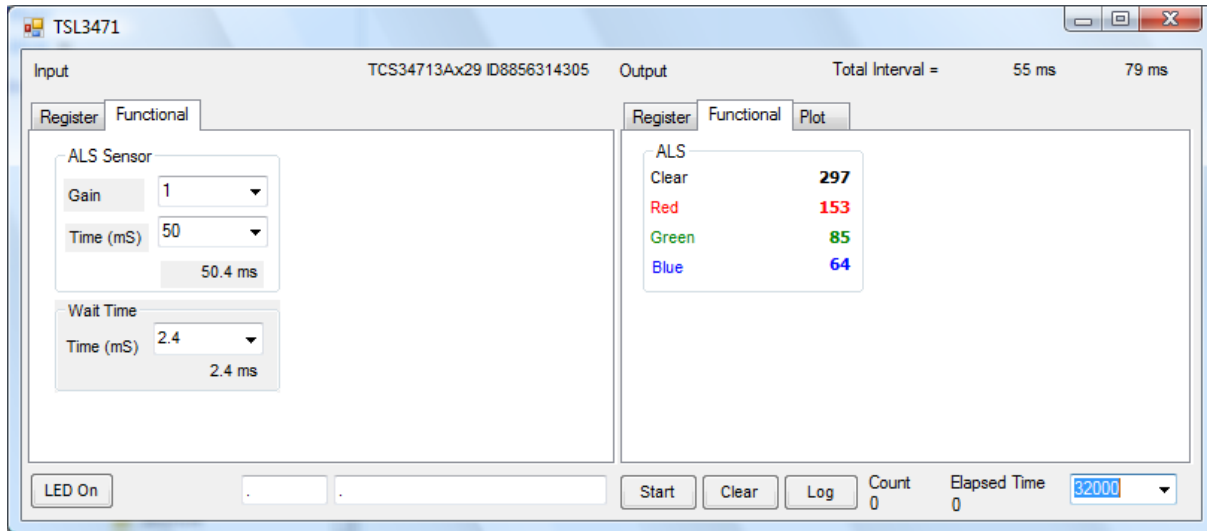 TSL3471
Input TCS34713Ax29 ID8856314305 Output Total Interval = 55 ms 79 ms
Register Functional
ALS Sensor
Gain 1
Time (mS) 50
50.4 ms
Wait Time
Time (mS) 2.4
2.4 ms
Register Functional Plot
ALS
Clear 297
Red 153
Green 85
Blue 64
LED On . . Start Clear Log Count Elapsed Time 32000
0 0